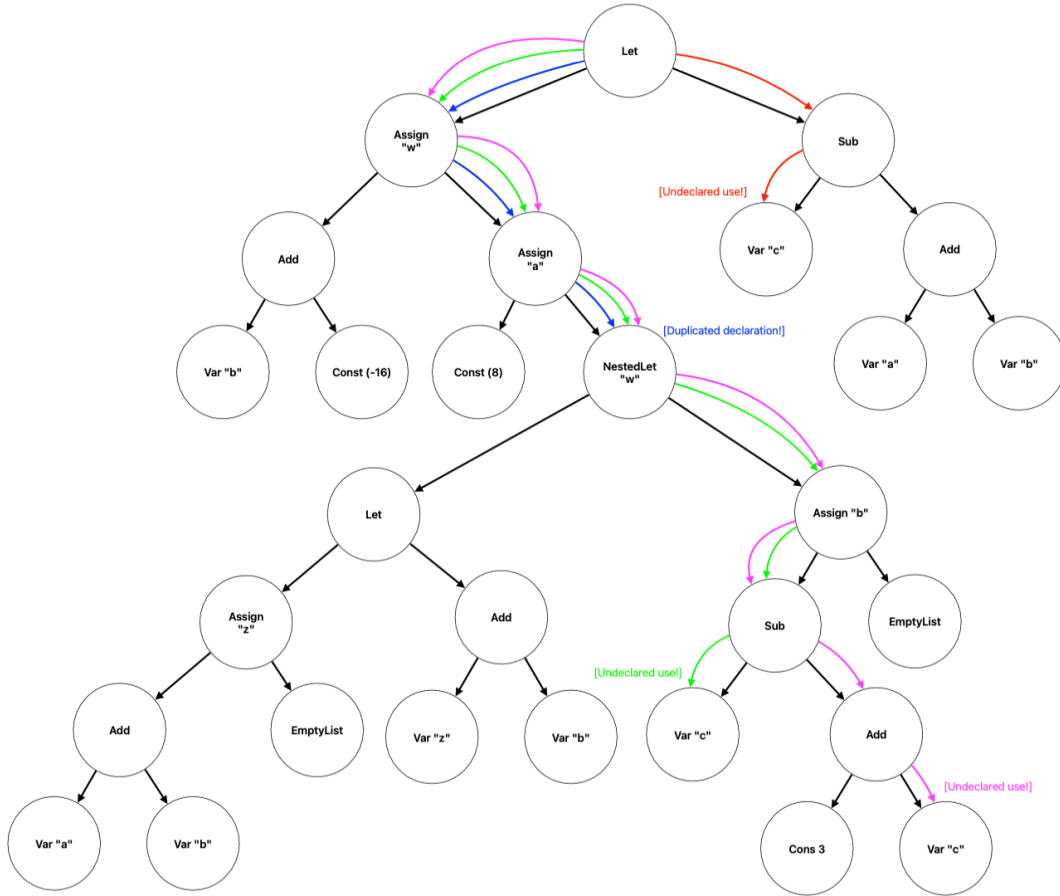 Let
Assign
"w"
Sub
[Undeclared use!]
Add
Assign
"a"
Var "c"
Add
[Duplicated declaration!]
Var "b"
Const (-16)
Const (8)
NestedLet
"w"
Var "a"
Var "b"
Let
Assign "b"
Assign
"z"
Add
Sub
EmptyList
[Undeclared use!]
Add
EmptyList
Var "z"
Var "b"
Var "c"
Add
[Undeclared use!]
Var "a"
Var "b"
Cons 3
Var "c"